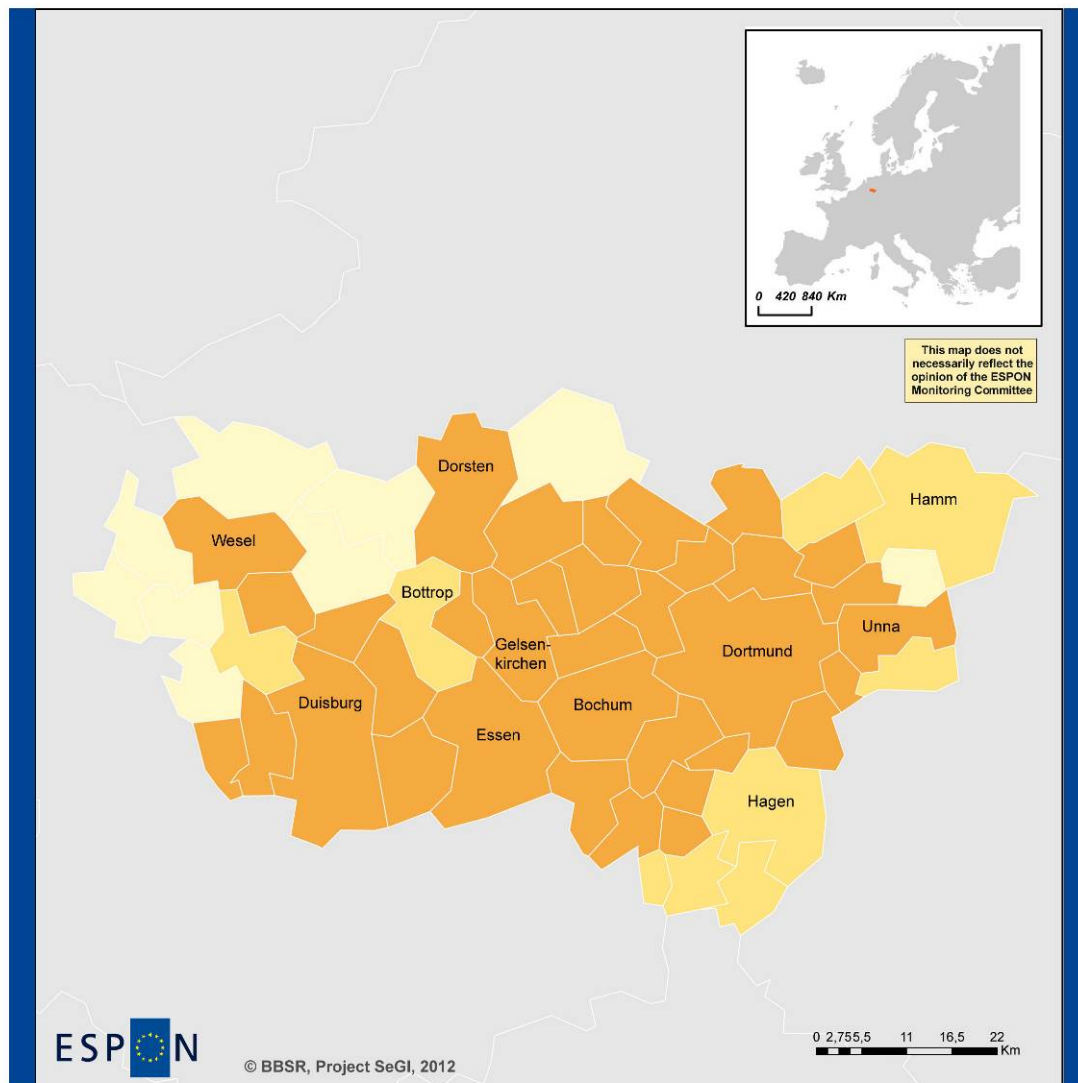 0 420 840 Km
This map does not
necessarily reflect the
opinion of the ESPON
Monitoring Committee
Dorsten
Hamm
Wesel
Bottrop
Unna
Gelsen-
kirchen
Dortmund
Duisburg
Bochum
Essen
Hagen
ESPON
© BBSR, Project SeGI, 2012
0 2,755,5 11 16,5 22
Km